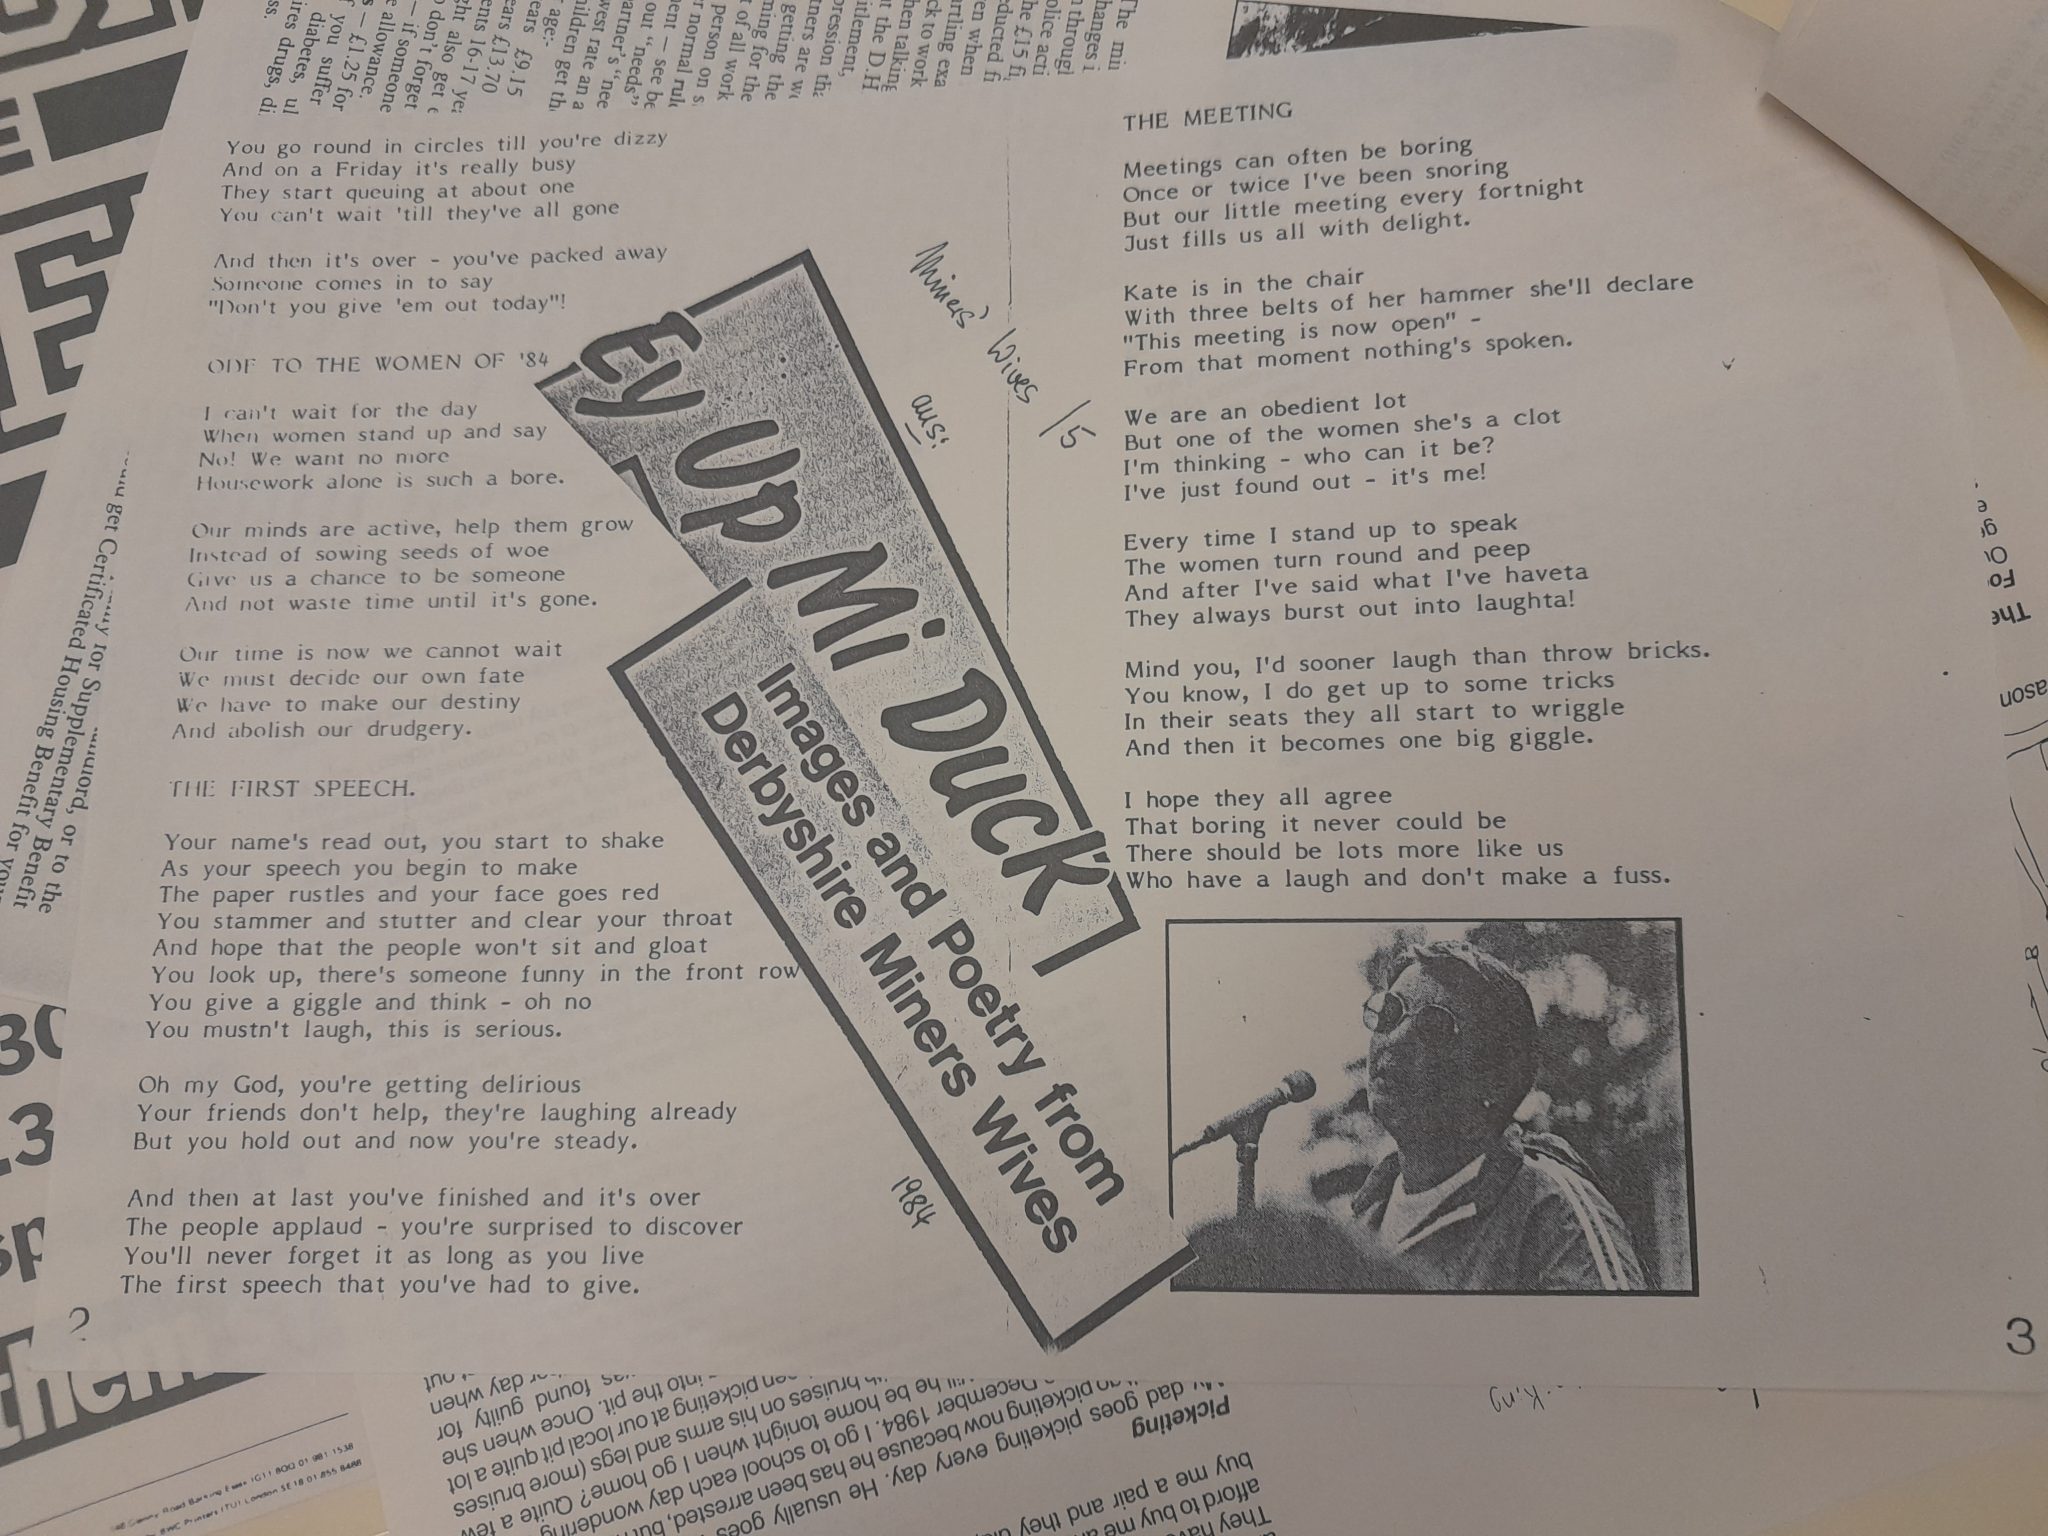 You go round in circles till you're dizzy
And on a Friday it's really busy
They start queuing at about one
You can't wait 'till they've all gone
And then it's over - you've packed away
Someone comes in to say
"Don't you give 'em out today"!
ODE TO THE WOMEN OF '84
I can't wait for the day
When women stand up and say
No! We want no more
Housework alone is such a bore.
Our minds are active, help them grow
Instead of sowing seeds of woe
Give us a chance to be someone
And not waste time until it's gone.
Our time is now we cannot wait
We must decide our own fate
We have to make our destiny
And abolish our drudgery.
THE FIRST SPEECH.
Your name's read out, you start to shake
As your speech you begin to make
The paper rustles and your face goes red
You stammer and stutter and clear your throat
And hope that the people won't sit and gloat
You look up, there's someone funny in the front row
You give a giggle and think - oh no
You mustn't laugh, this is serious.
Oh my God, you're getting delirious
Your friends don't help, they're laughing already
But you hold out and now you're steady.
And then at last you've finished and it's over
The people applaud - you're surprised to discover
You'll never forget it as long as you live
The first speech that you've had to give.
2
Miners' Wives /5
aus:
Ey Up Mi Duck
Images and Poetry from
Derbyshire Miners Wives
1984
THE MEETING
Meetings can often be boring
Once or twice I've been snoring
But our little meeting every fortnight
Just fills us all with delight.
Kate is in the chair
With three belts of her hammer she'll declare
"This meeting is now open" -
From that moment nothing's spoken.
We are an obedient lot
But one of the women she's a clot
I'm thinking - who can it be?
I've just found out - it's me!
Every time I stand up to speak
The women turn round and peep
And after I've said what I've haveta
They always burst out into laughta!
Mind you, I'd sooner laugh than throw bricks.
You know, I do get up to some tricks
In their seats they all start to wriggle
And then it becomes one big giggle.
I hope they all agree
That boring it never could be
There should be lots more like us
Who have a laugh and don't make a fuss.
3
Picketing
My dad goes picketing every day. He usually goes